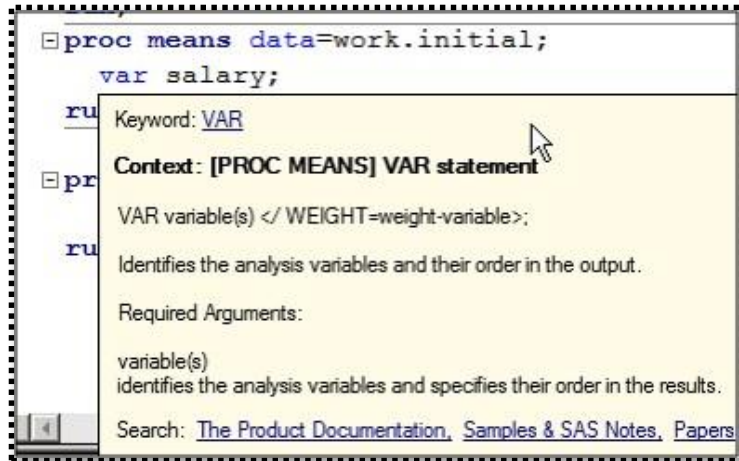 proc means data=work.initial;
var salary;
ru
Keyword: VAR
Context: [PROC MEANS] VAR statement
pr
VAR variable(s) </ WEIGHT=weight-variable>;
ru
Identifies the analysis variables and their order in the output.
Required Arguments:
variable(s)
identifies the analysis variables and specifies their order in the results.
Search: The Product Documentation, Samples & SAS Notes, Papers